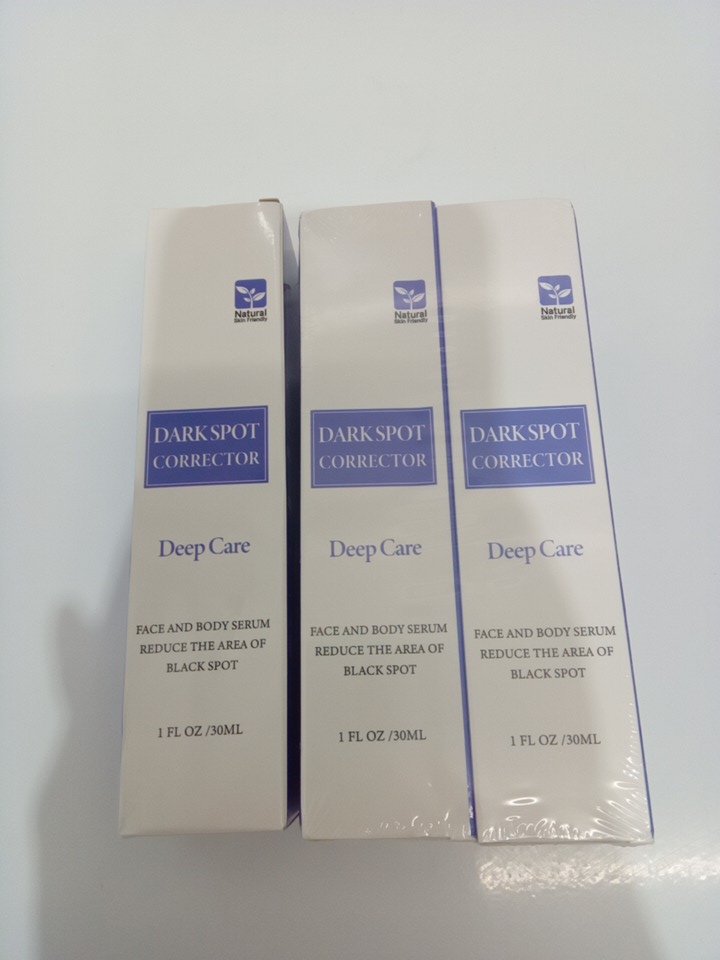 Natural
Skin Friendly
DARK SPOT
CORRECTOR
Deep Care
FACE AND BODY SERUM
REDUCE THE AREA OF
BLACK SPOT
1 FL OZ /30ML
Natural
Skin Friendly
DARK SPOT
CORRECTOR
Deep Care
FACE AND BODY SERUM
REDUCE THE AREA OF
BLACK SPOT
1 FL OZ /30ML
Natural
Skin Friendly
DARK SPOT
CORRECTOR
Deep Care
FACE AND BODY SERUM
REDUCE THE AREA OF
BLACK SPOT
1 FL OZ /30ML